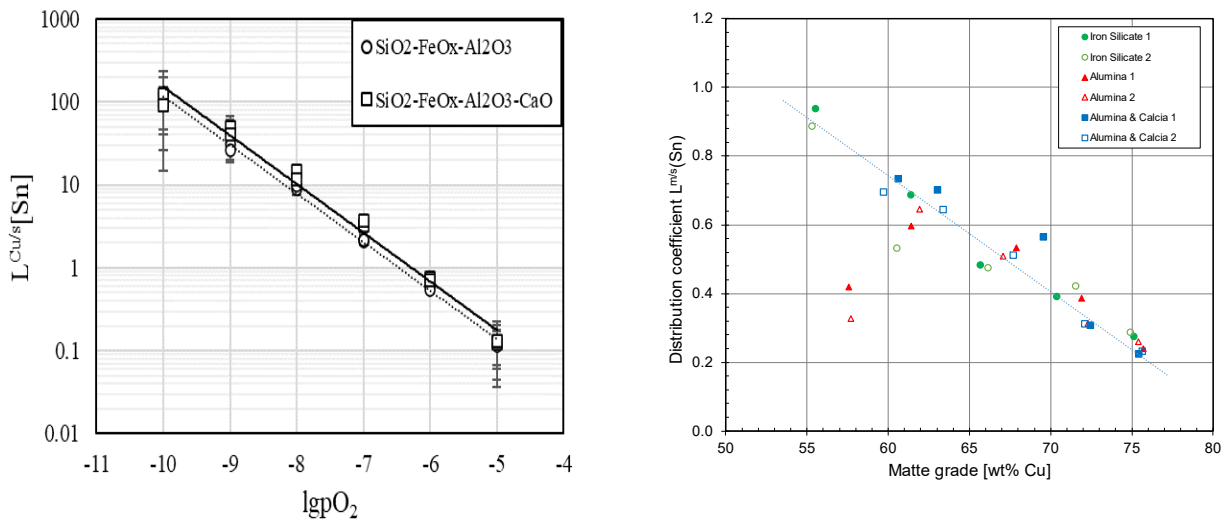 1000
100
10
1
0.1
0.01
L^Cu/s[Sn]
SiO2-FeOx-Al2O3
SiO2-FeOx-Al2O3-CaO
-11 -10 -9 -8 -7 -6 -5 -4
lgpO₂
1.2
1.0
0.8
0.6
0.4
0.2
0.0
Distribution coefficient L^m/s(Sn)
Iron Silicate 1
Iron Silicate 2
Alumina 1
Alumina 2
Alumina & Calcia 1
Alumina & Calcia 2
50 55 60 65 70 75 80
Matte grade [wt% Cu]